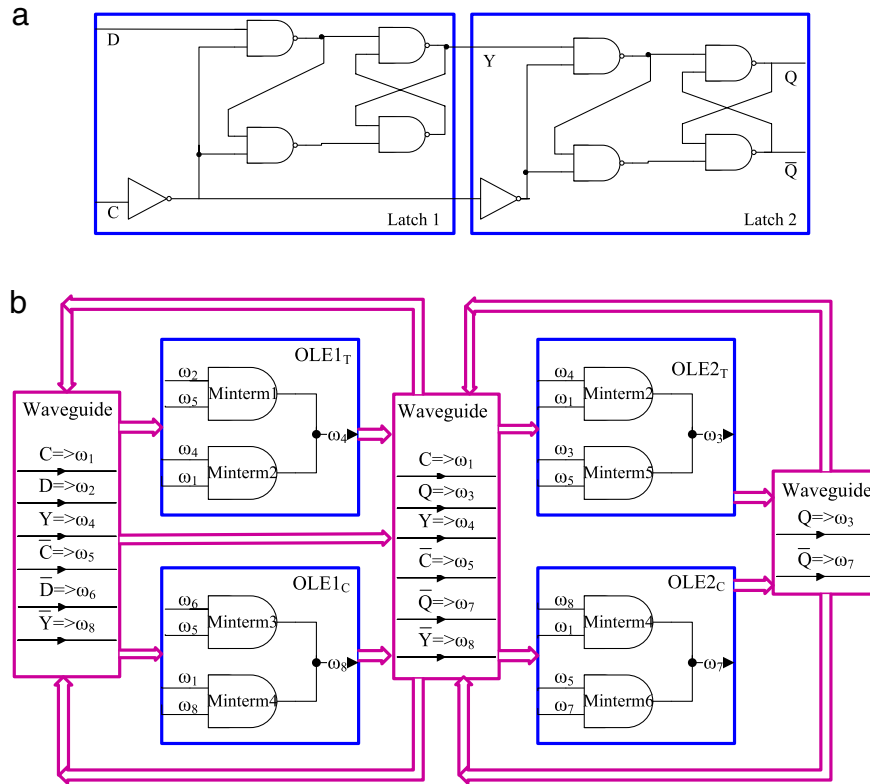 a
D
Y
Q
Q̅
C
Latch 1
Latch 2
b
OLE1T
ω2
ω5
Minterm1
ω4
ω4
ω1
Minterm2
OLE2T
ω4
ω1
Minterm2
ω3
ω3
ω5
Minterm5
Waveguide
C=>ω1
D=>ω2
Y=>ω4
C̅=>ω5
D̅=>ω6
Y̅=>ω8
Waveguide
C=>ω1
Q=>ω3
Y=>ω4
C̅=>ω5
Q̅=>ω7
Y̅=>ω8
Waveguide
Q=>ω3
Q̅=>ω7
OLE1C
ω6
ω5
Minterm3
ω8
ω1
ω8
Minterm4
OLE2C
ω8
ω1
Minterm4
ω7
ω5
ω7
Minterm6